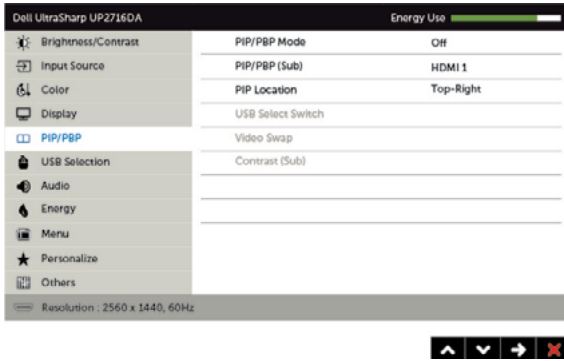 Dell UltraSharp UP2716DA Energy Use
Brightness/Contrast PIP/PBP Mode Off
Input Source PIP/PBP (Sub) HDMI 1
Color PIP Location Top-Right
Display USB Select Switch
PIP/PBP Video Swap
USB Selection Contrast (Sub)
Audio
Energy
Menu
Personalize
Others
Resolution : 2560 x 1440, 60Hz